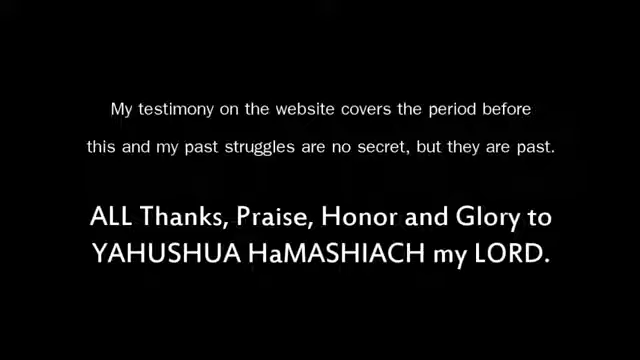 My testimony on the website covers the period before
this and my past struggles are no secret, but they are past.
ALL Thanks, Praise, Honor and Glory to
YAHUSHUA HaMASHIACH my LORD.